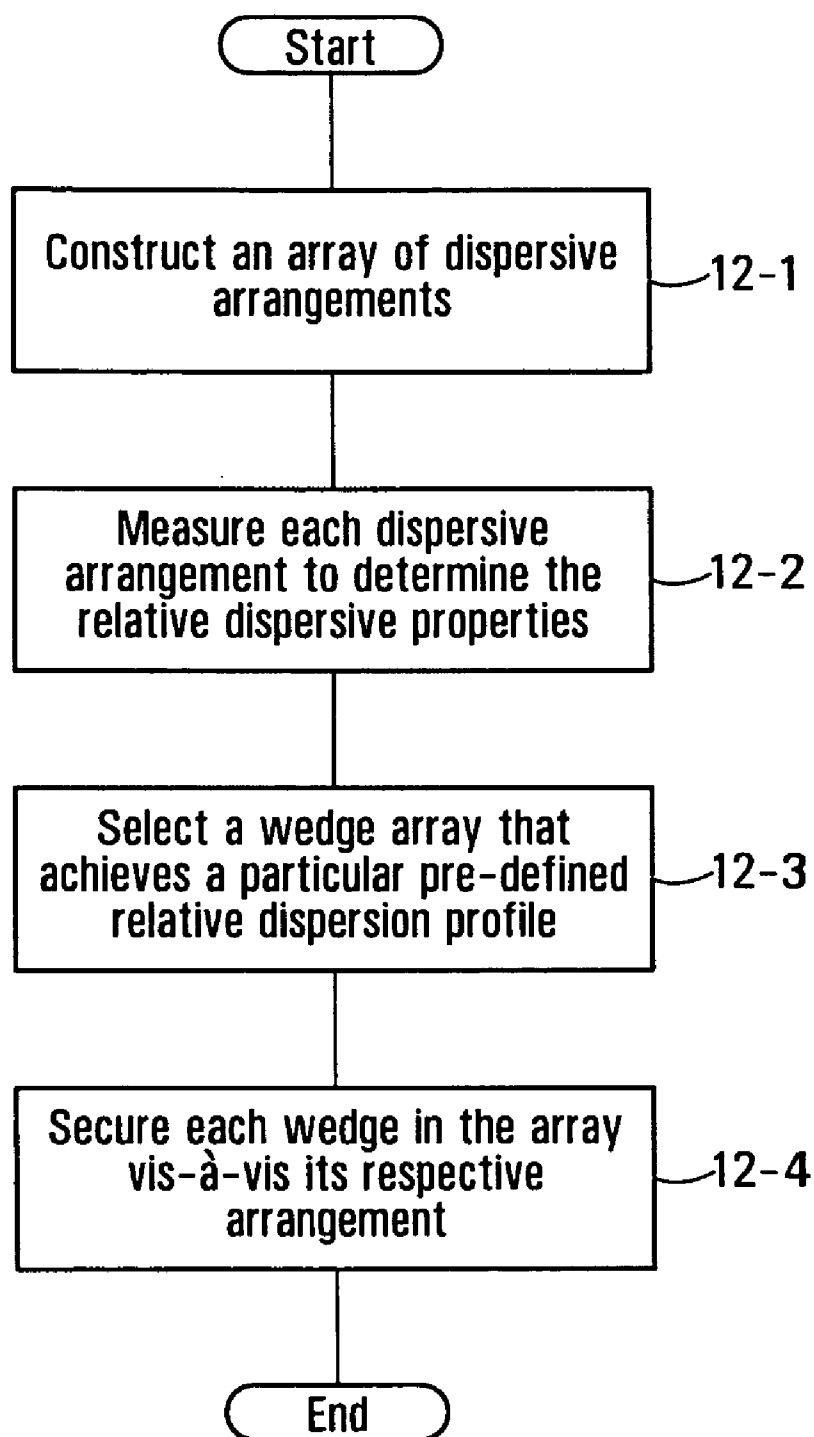 Start
Construct an array of dispersive
arrangements
12-1
Measure each dispersive
arrangement to determine the
relative dispersive properties
12-2
Select a wedge array that
achieves a particular pre-defined
relative dispersion profile
12-3
Secure each wedge in the array
vis-à-vis its respective
arrangement
12-4
End